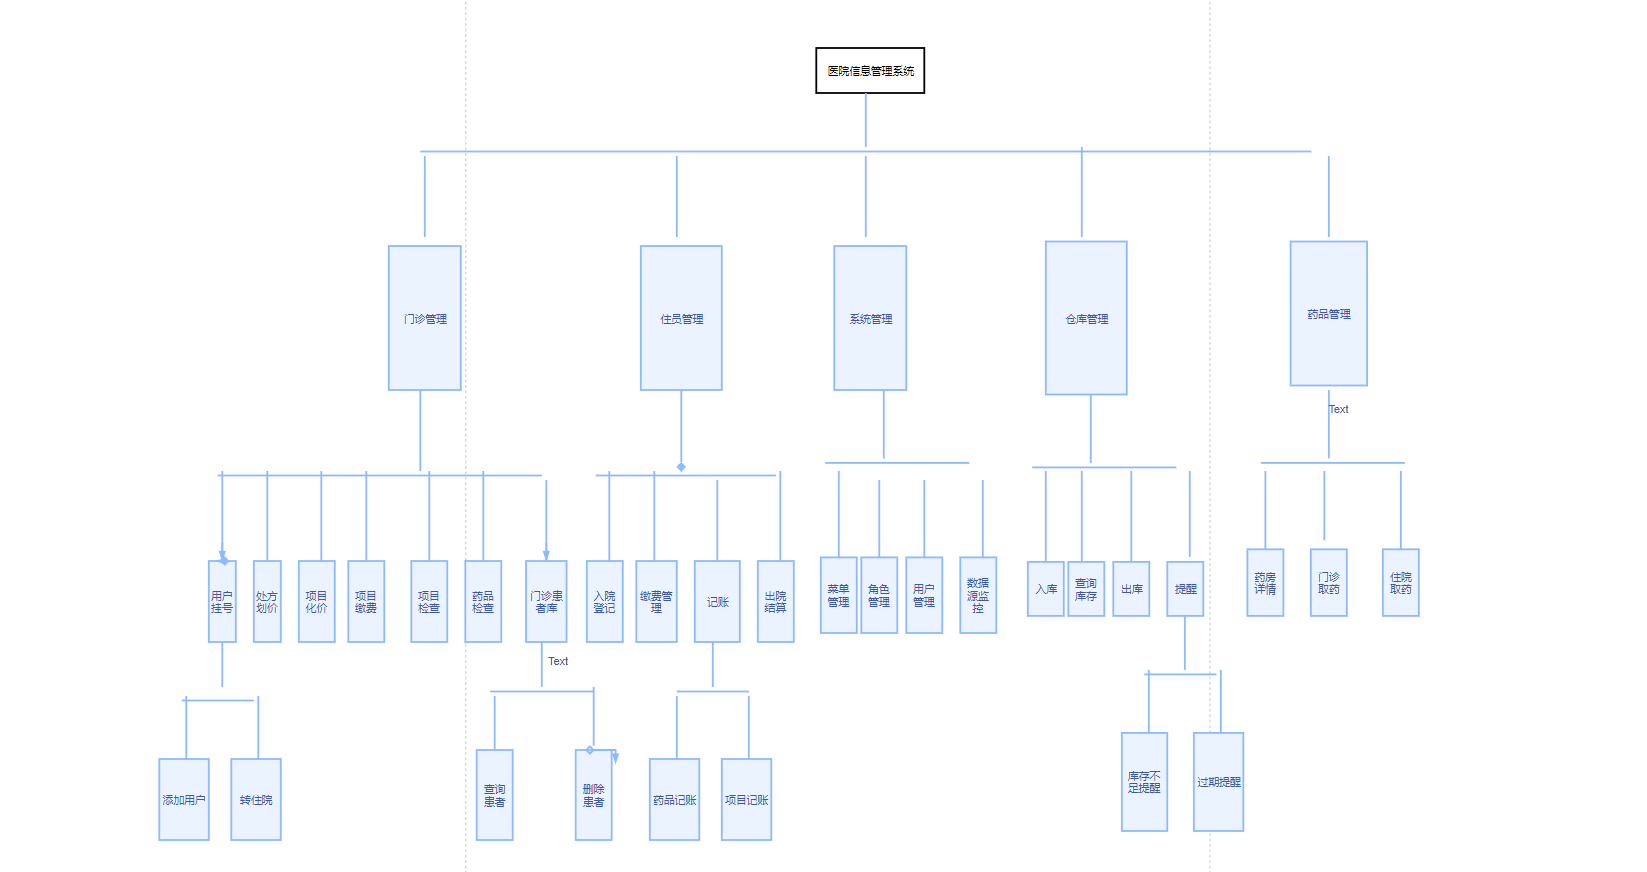 医院信息管理系统
门诊管理
住员管理
系统管理
仓库管理
药品管理
Text
用户
挂号
处方
划价
项目
化价
项目
缴费
项目
检查
药品
检查
门诊患
者库
入院
登记
缴费管
理
记账
出院
结算
菜单
管理
角色
管理
用户
管理
数据
源监
控
入库
查询
库存
出库
提醒
药房
详情
门诊
取药
住院
取药
Text
添加用户
转住院
查询
患者
删除
患者
药品记账
项目记账
库存不
足提醒
过期提醒